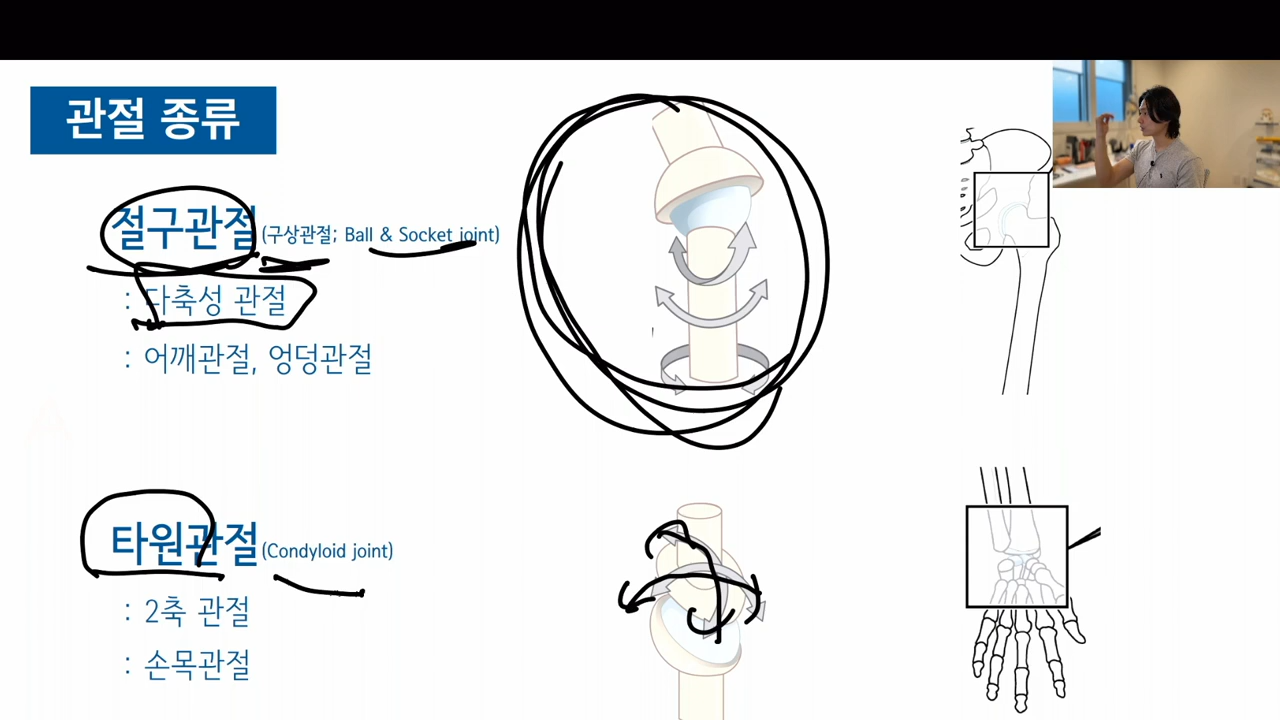 관절 종류
절구관절 (구상관절; Ball & Socket joint)
: 다축성 관절
: 어깨관절, 엉덩관절
타원관절 (Condyloid joint)
: 2축 관절
: 손목관절